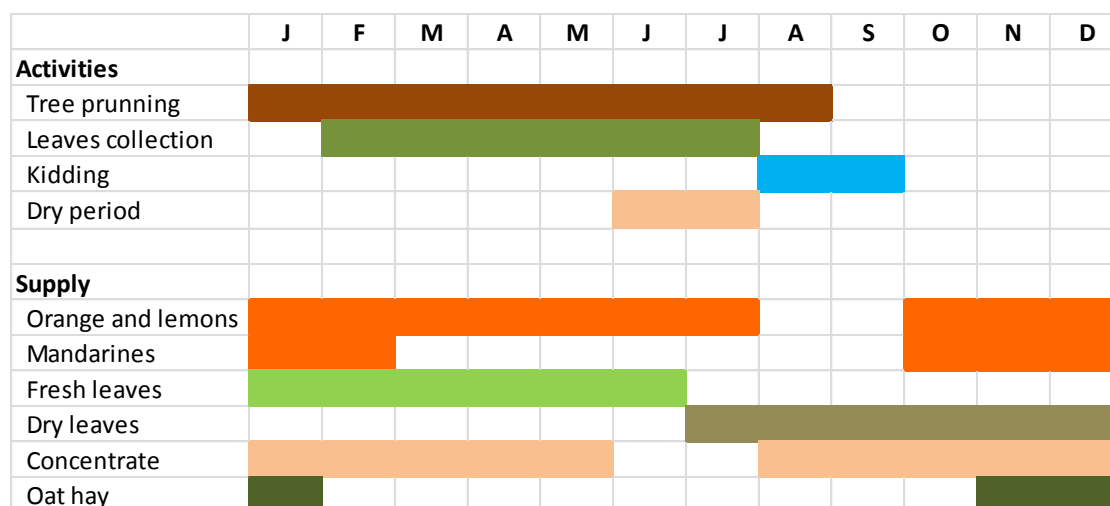 J F M A M J J A S O N D
Activities
Tree prunning
Leaves collection
Kidding
Dry period
Supply
Orange and lemons
Mandarines
Fresh leaves
Dry leaves
Concentrate
Oat hay